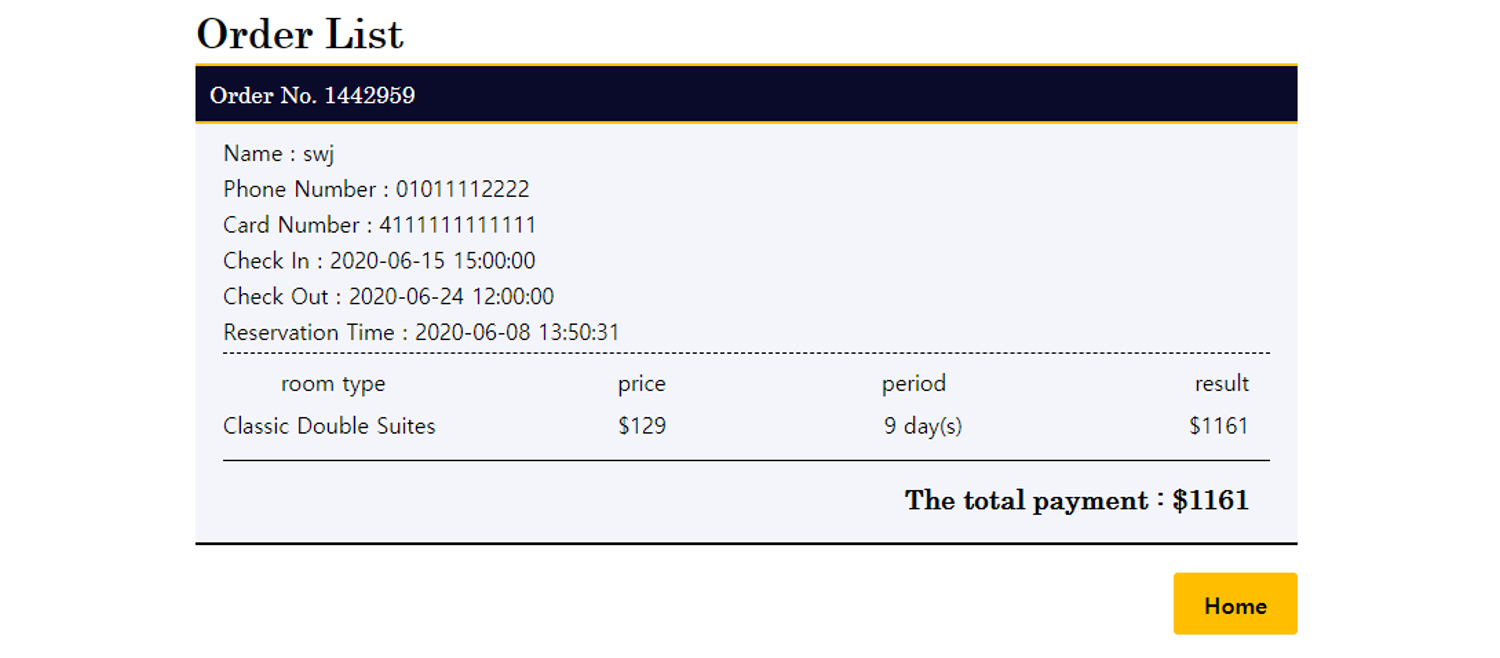 Order List
Order No. 1442959
Name : swj
Phone Number : 01011112222
Card Number : 4111111111111
Check In : 2020-06-15 15:00:00
Check Out : 2020-06-24 12:00:00
Reservation Time : 2020-06-08 13:50:31
room type price period result
Classic Double Suites $129 9 day(s) $1161
The total payment : $1161
Home